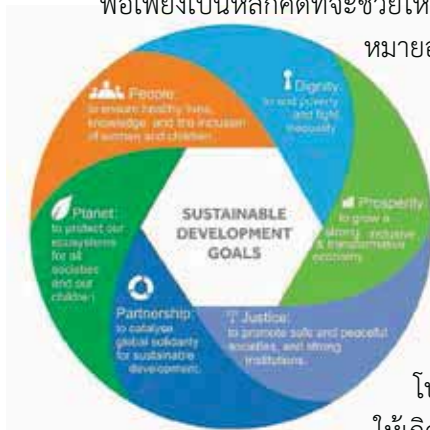 พอเพียงเป็นหลักคิดที่จะช่วยให้
หมาย
People:
to ensure healthy lives,
knowledge, and the inclusion
of women and children.
Dignity:
to end poverty
and fight
inequality.
Prosperity:
to grow a
strong, inclusive
& transformative
economy.
Planet:
to protect our
ecosystems
for all
societies
and our
children.
SUSTAINABLE
DEVELOPMENT
GOALS
Partnership:
to catalyse
global solidarity
for sustainable
development.
Justice:
to promote safe and peaceful
societies, and strong
institutions.
ให้เกิด